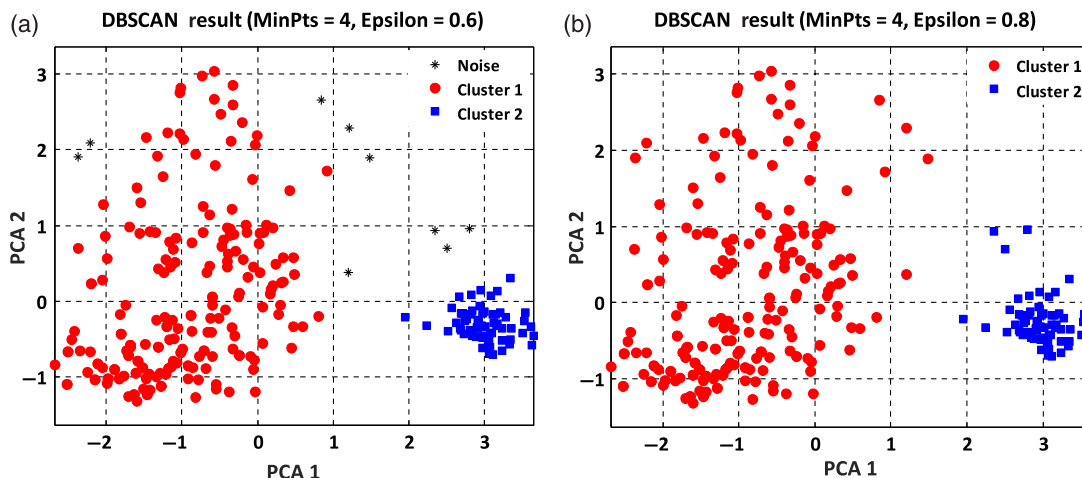 (a)
DBSCAN result (MinPts = 4, Epsilon = 0.6)
Noise
Cluster 1
Cluster 2
3
2
1
0
−1
PCA 2
−2 −1 0 1 2 3
PCA 1
(b)
DBSCAN result (MinPts = 4, Epsilon = 0.8)
Cluster 1
Cluster 2
3
2
1
0
−1
PCA 2
−2 −1 0 1 2 3
PCA 1